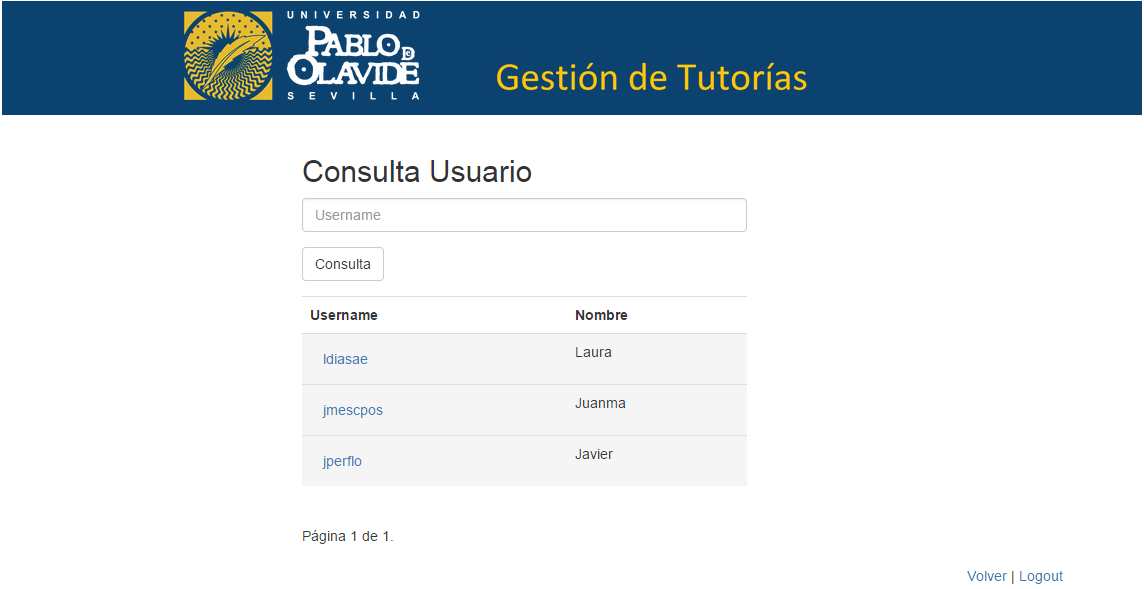 UNIVERSIDAD
PABLO DE
OLAVIDE
SEVILLA
Gestión de Tutorías
Consulta Usuario
Username
Consulta
Username Nombre
ldiasae Laura
jmescpos Juanma
jperflo Javier
Página 1 de 1.
Volver | Logout